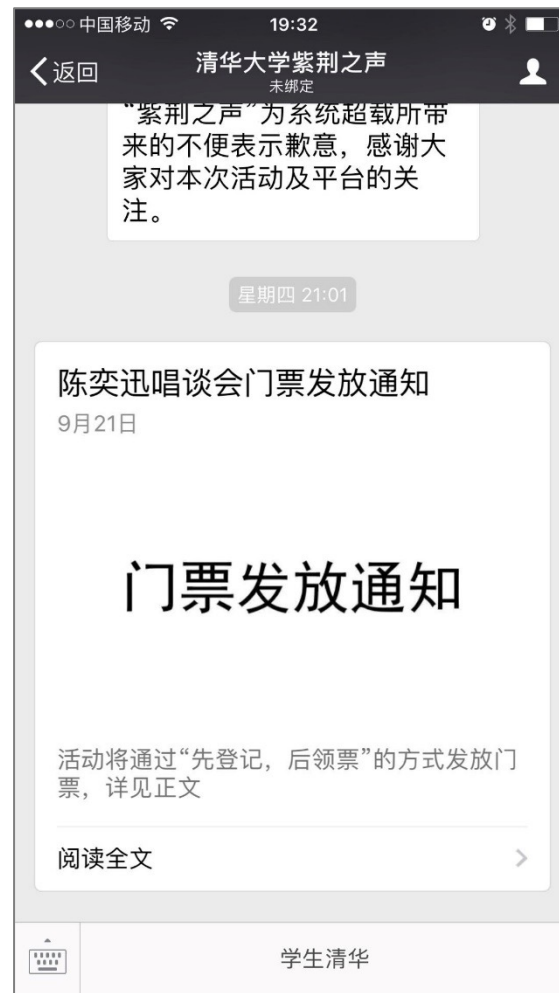 中国移动
19:32
返回
清华大学紫荆之声
未绑定
“紫荆之声”为系统超载所带
来的不便表示歉意，感谢大
家对本次活动及平台的关
注。
星期四 21:01
陈奕迅唱谈会门票发放通知
9月21日
门票发放通知
活动将通过“先登记，后领票”的方式发放门
票，详见正文
阅读全文
学生清华